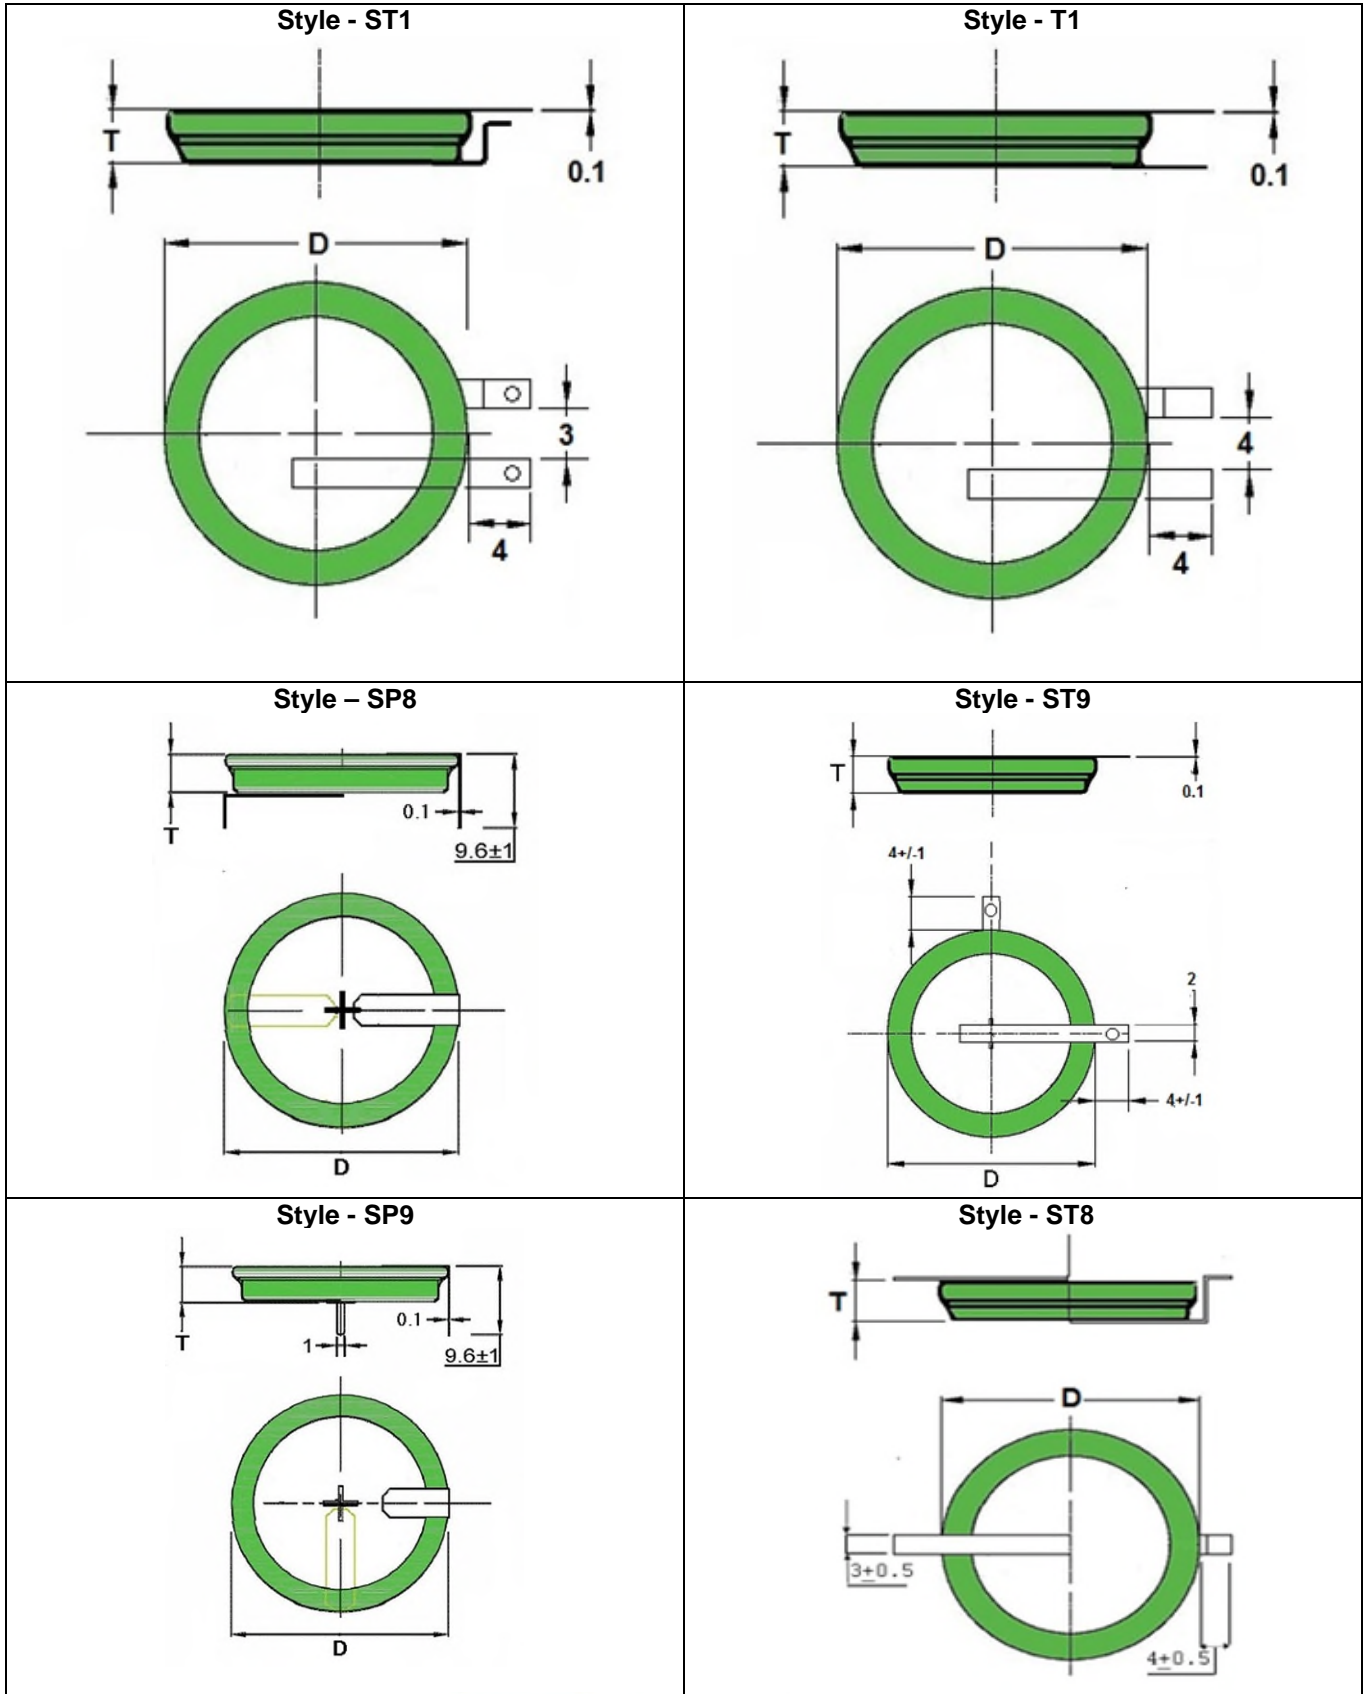 Style - ST1
T
0.1
D
3
4
Style - T1
T
0.1
D
4
4
Style – SP8
T
0.1
9.6±1
D
Style - ST9
T
0.1
4+/-1
2
4+/-1
D
Style - SP9
T
1
0.1
9.6±1
D
Style - ST8
T
D
3±0.5
4±0.5